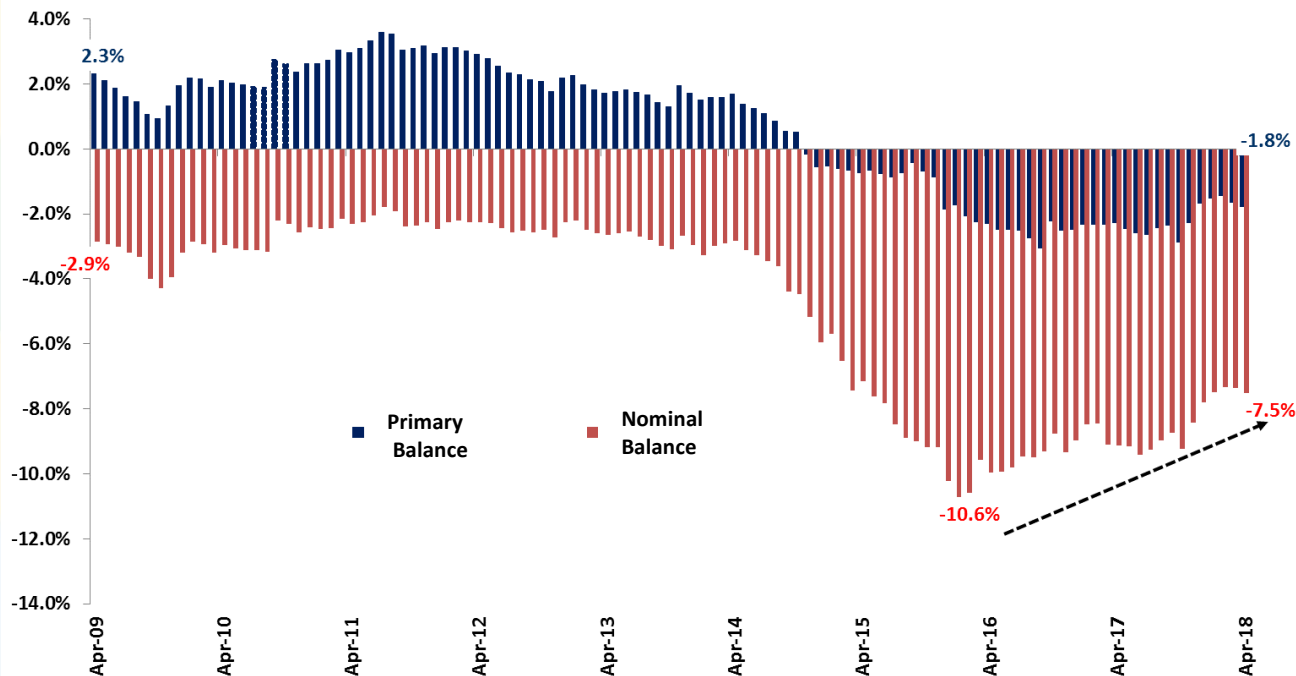 4.0%
2.3%
2.0%
0.0%
-1.8%
-2.0%
-2.9%
-4.0%
-6.0%
-8.0%
Primary
Balance
Nominal
Balance
-7.5%
-10.0%
-10.6%
-12.0%
-14.0%
Apr-09
Apr-10
Apr-11
Apr-12
Apr-13
Apr-14
Apr-15
Apr-16
Apr-17
Apr-18